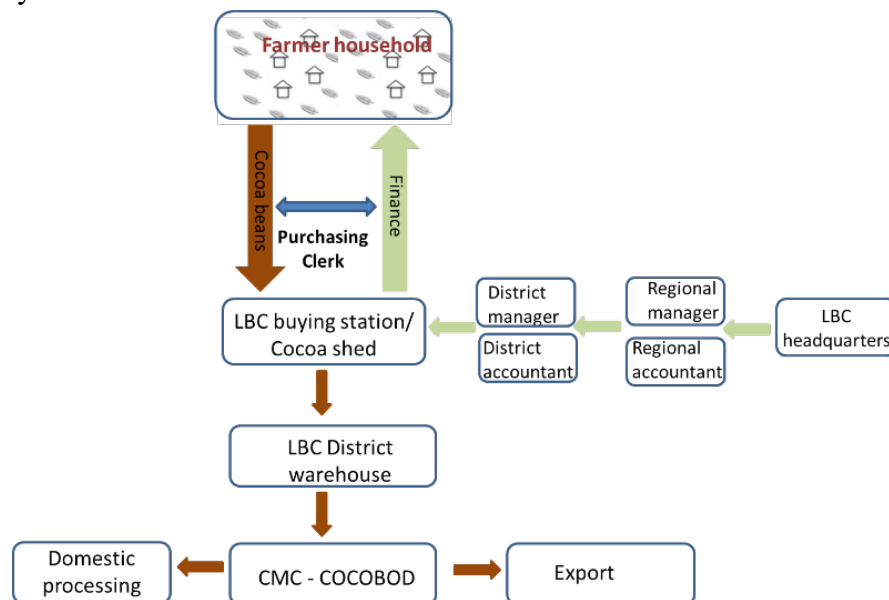 Farmer household
Cocoa beans
Finance
Purchasing
Clerk
LBC buying station/
Cocoa shed
District
manager
District
accountant
Regional
manager
Regional
accountant
LBC
headquarters
LBC District
warehouse
Domestic
processing
CMC - COCOBOD
Export